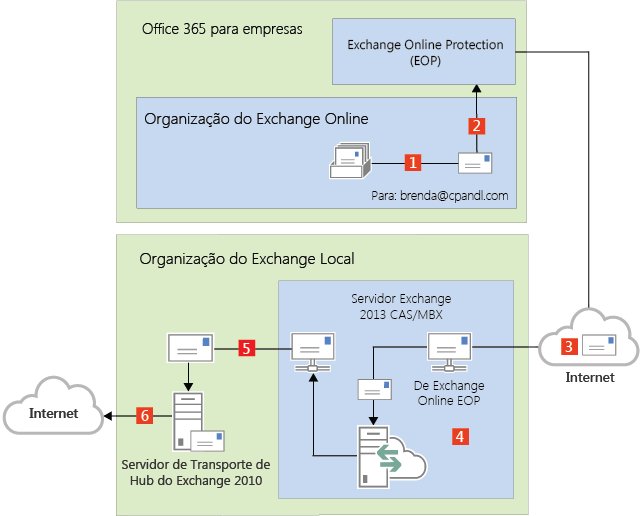 Office 365 para empresas
Exchange Online Protection
(EOP)
Organização do Exchange Online
2
1
Para: brenda@cpandl.com
Organização do Exchange Local
Servidor Exchange
2013 CAS/MBX
5
3
Internet
De Exchange
Online EOP
4
Internet
6
Servidor de Transporte de
Hub do Exchange 2010